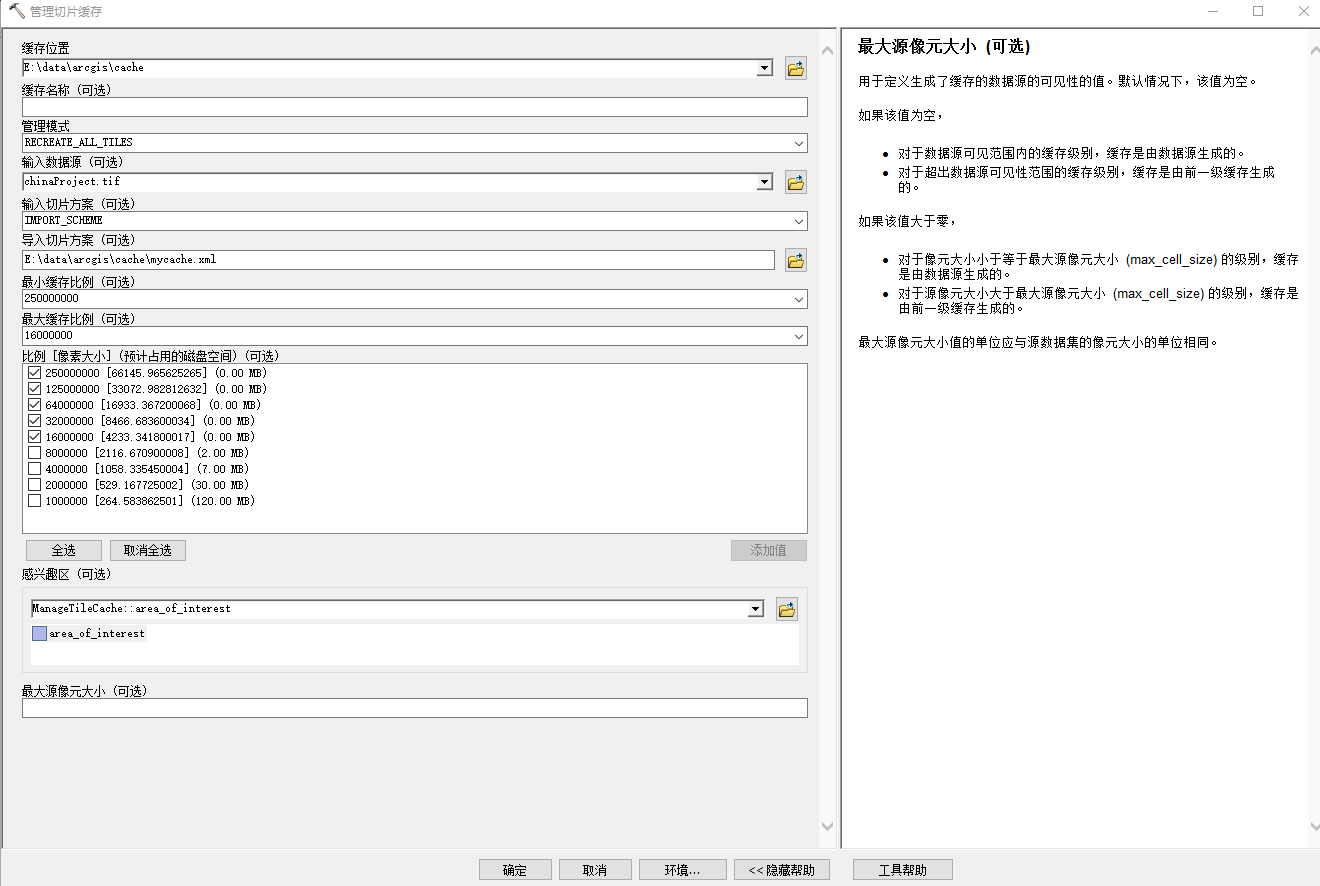 管理切片缓存
缓存位置
E:\data\arcgis\cache
缓存名称（可选）
管理模式
RECREATE_ALL_TILES
输入数据源（可选）
chinaProject.tif
输入切片方案（可选）
IMPORT_SCHEME
导入切片方案（可选）
E:\data\arcgis\cache\mycache.xml
最小缓存比例（可选）
250000000
最大缓存比例（可选）
16000000
比例 [像素大小] (预计占用的磁盘空间)（可选）
250000000 [66145.965625265] (0.00 MB)
125000000 [33072.982812632] (0.00 MB)
64000000 [16933.367200068] (0.00 MB)
32000000 [8466.683600034] (0.00 MB)
16000000 [4233.341800017] (0.00 MB)
8000000 [2116.670900008] (2.00 MB)
4000000 [1058.335450004] (7.00 MB)
2000000 [529.167725002] (30.00 MB)
1000000 [264.583862501] (120.00 MB)
全选 取消全选 添加值
感兴趣区（可选）
ManageTileCache::area_of_interest
area_of_interest
最大源像元大小（可选）
确定 取消 环境... << 隐藏帮助 工具帮助
最大源像元大小（可选）
用于定义生成了缓存的数据源的可见性的值。默认情况下，该值为空。
如果该值为空，
对于数据源可见范围内的缓存级别，缓存是由数据源生成的。
对于超出数据源可见性范围的缓存级别，缓存是由前一级缓存生成
的。
如果该值大于零，
对于像元大小小于等于最大源像元大小 (max_cell_size) 的级别，缓存
是由数据源生成的。
对于源像元大小大于最大源像元大小 (max_cell_size) 的级别，缓存是
由前一级缓存生成的。
最大源像元大小值的单位应与源数据集的像元大小的单位相同。